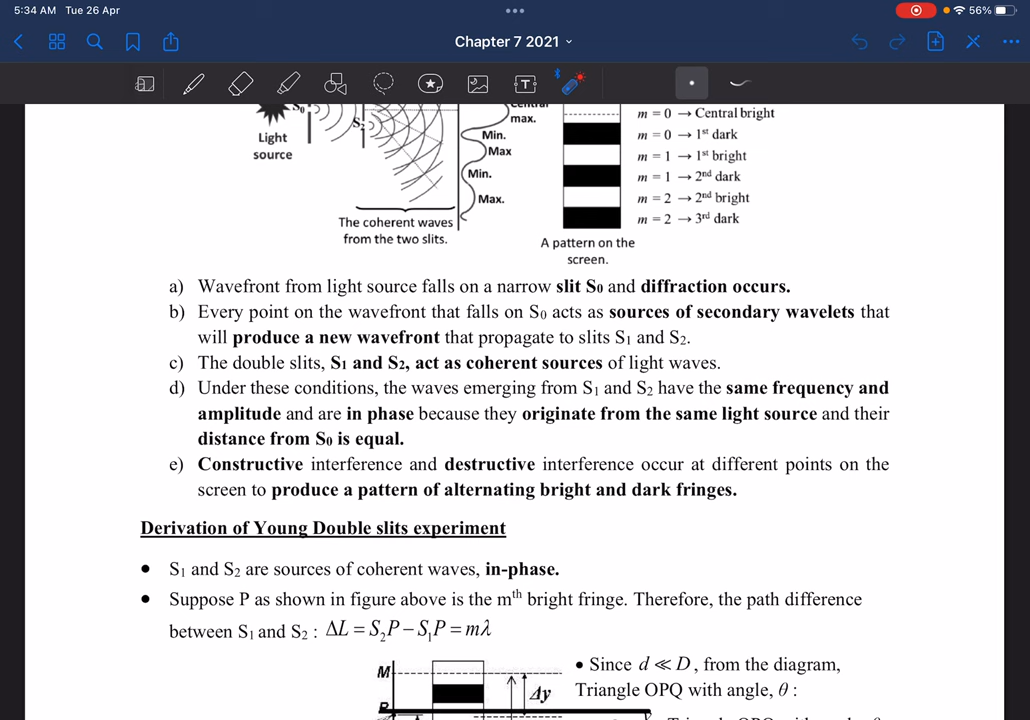 5:34 AM Tue 26 Apr
56%
Chapter 7 2021
T
S₀
S₂
Light
source
Central
max.
Min.
Max
Min.
Max.
The coherent waves
from the two slits.
A pattern on the
screen.
m = 0 → Central bright
m = 0 → 1st dark
m = 1 → 1st bright
m = 1 → 2nd dark
m = 2 → 2nd bright
m = 2 → 3rd dark
a) Wavefront from light source falls on a narrow slit S₀ and diffraction occurs.
b) Every point on the wavefront that falls on S₀ acts as sources of secondary wavelets that
will produce a new wavefront that propagate to slits S₁ and S₂.
c) The double slits, S₁ and S₂, act as coherent sources of light waves.
d) Under these conditions, the waves emerging from S₁ and S₂ have the same frequency and
amplitude and are in phase because they originate from the same light source and their
distance from S₀ is equal.
e) Constructive interference and destructive interference occur at different points on the
screen to produce a pattern of alternating bright and dark fringes.
Derivation of Young Double slits experiment
• S₁ and S₂ are sources of coherent waves, in-phase.
• Suppose P as shown in figure above is the mth bright fringe. Therefore, the path difference
between S₁ and S₂ : ΔL = S₂P − S₁P = mλ
M
P
Δy
• Since d ≪ D, from the diagram,
Triangle OPQ with angle, θ :